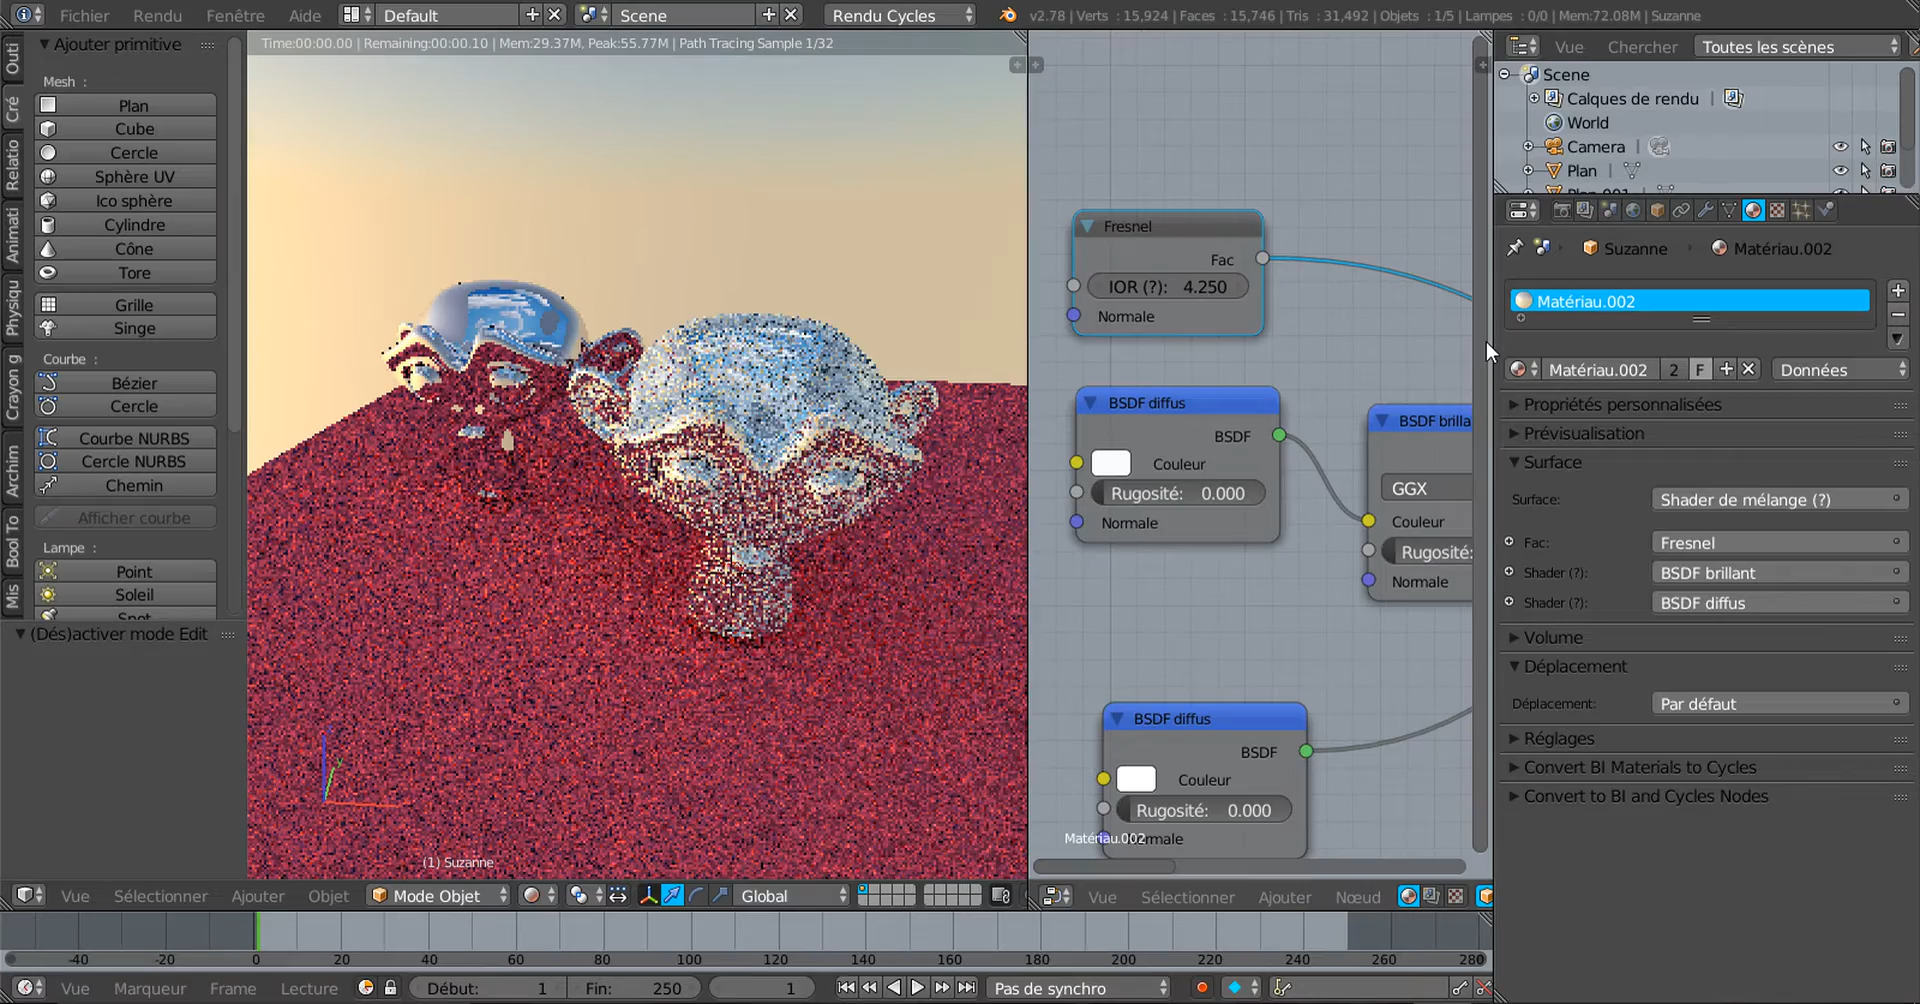 Fichier Rendu Fenêtre Aide Default Scene Rendu Cycles v2.78 | Verts : 15,924 | Faces : 15,746 | Tris : 31,492 | Objets : 1/5 | Lampes : 0/0 | Mem:72.08M | Suzanne
Outi
Cré
Relatio
Animati
Physiqu
Crayon g
Archim
Bool To
Mis
Ajouter primitive
Mesh :
Plan
Cube
Cercle
Sphère UV
Ico sphère
Cylindre
Cône
Tore
Grille
Singe
Courbe :
Bézier
Cercle
Courbe NURBS
Cercle NURBS
Chemin
Afficher courbe
Lampe :
Point
Soleil
(Dés)activer mode Edit
Time:00:00.00 | Remaining:00:00.10 | Mem:29.37M, Peak:55.77M | Path Tracing Sample 1/32
y
(1) Suzanne
Vue Sélectionner Ajouter Objet Mode Objet Global
Fresnel
Fac
IOR (?): 4.250
Normale
BSDF diffus
BSDF
Couleur
Rugosité: 0.000
Normale
BSDF brilla
GGX
Couleur
Rugosité:
Normale
BSDF diffus
BSDF
Couleur
Rugosité: 0.000
Matériau.002
Vue Sélectionner Ajouter Nœud
Vue Chercher Toutes les scènes
Scene
Calques de rendu |
World
Camera |
Plan |
Suzanne Matériau.002
Matériau.002
Matériau.002 2 F Données
Propriétés personnalisées
Prévisualisation
Surface
Surface: Shader de mélange (?)
Fac: Fresnel
Shader (?): BSDF brillant
Shader (?): BSDF diffus
Volume
Déplacement
Déplacement: Par défaut
Réglages
Convert BI Materials to Cycles
Convert to BI and Cycles Nodes
-40 -20 0 20 40 60 80 100 120 140 160 180 200 220 240 260 280
Vue Marqueur Frame Lecture Début: 1 Fin: 250 1 Pas de synchro